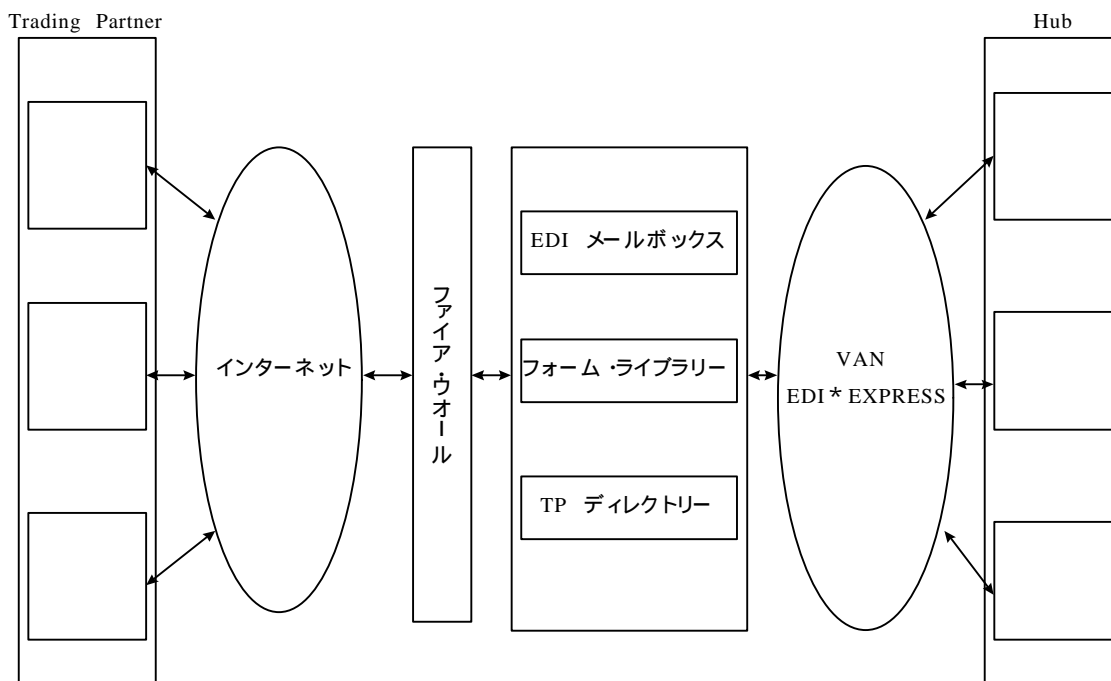 Trading Partner
Hub
EDI メールボックス
インターネット
ファイア・ウオール
フォーム・ライブラリー
VAN
EDI*EXPRESS
TP ディレクトリー